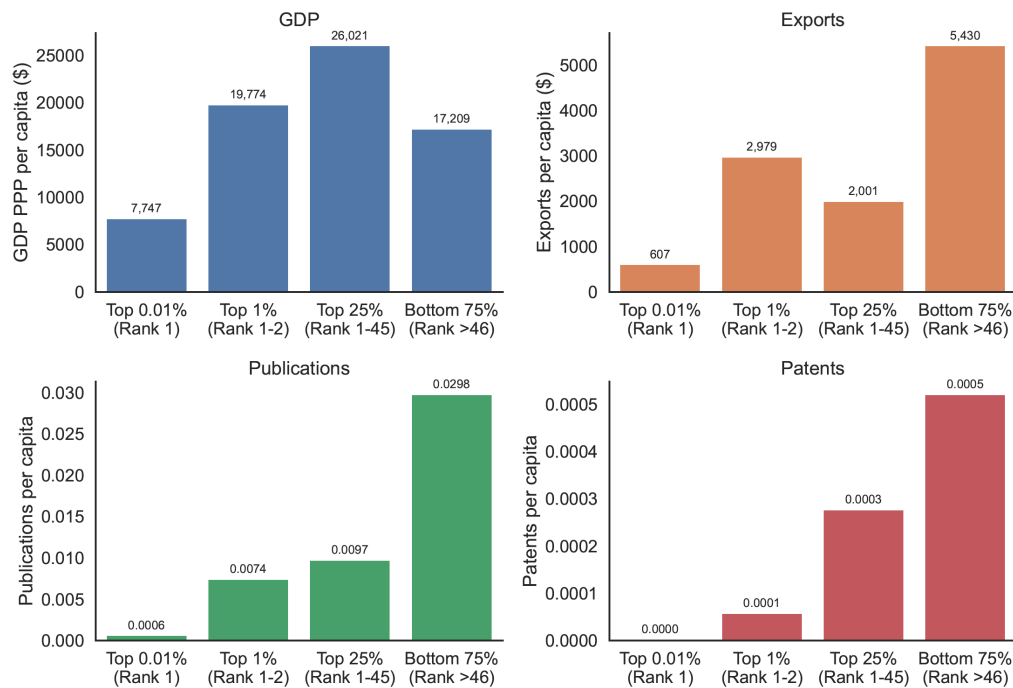 GDP
GDP PPP per capita ($)
25000
20000
15000
10000
5000
0
7,747
19,774
26,021
17,209
Top 0.01% Top 1% Top 25% Bottom 75%
(Rank 1) (Rank 1-2) (Rank 1-45) (Rank >46)
Exports
Exports per capita ($)
5000
4000
3000
2000
1000
0
607
2,979
2,001
5,430
Top 0.01% Top 1% Top 25% Bottom 75%
(Rank 1) (Rank 1-2) (Rank 1-45) (Rank >46)
Publications
Publications per capita
0.030
0.025
0.020
0.015
0.010
0.005
0.000
0.0006
0.0074
0.0097
0.0298
Top 0.01% Top 1% Top 25% Bottom 75%
(Rank 1) (Rank 1-2) (Rank 1-45) (Rank >46)
Patents
Patents per capita
0.0005
0.0004
0.0003
0.0002
0.0001
0.0000
0.0000
0.0001
0.0003
0.0005
Top 0.01% Top 1% Top 25% Bottom 75%
(Rank 1) (Rank 1-2) (Rank 1-45) (Rank >46)